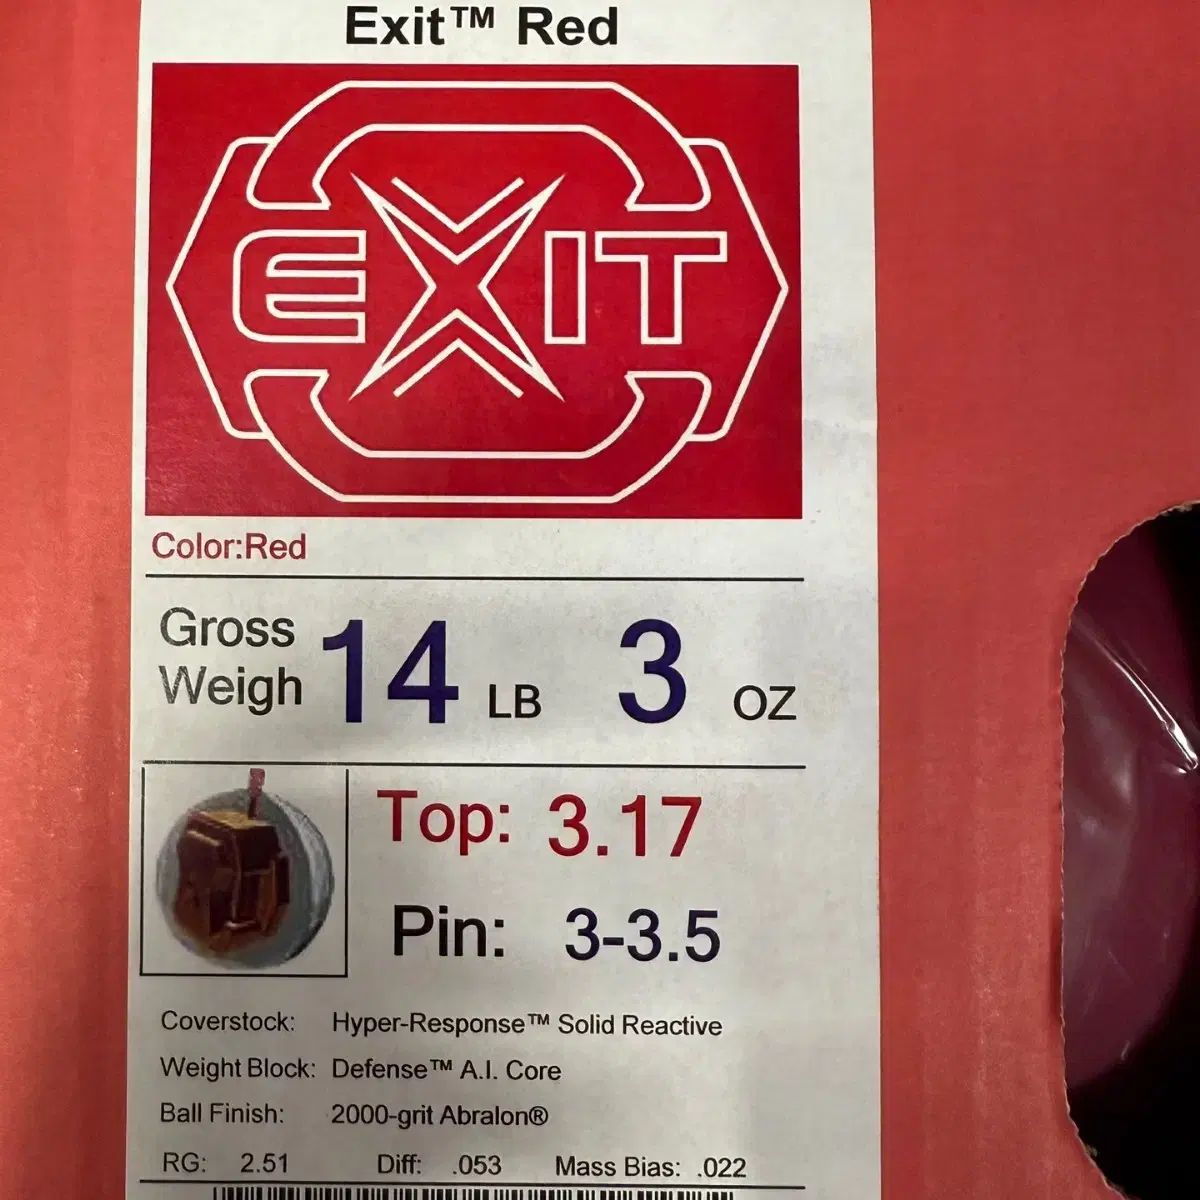 Exit™ Red
EXIT
Color:Red
Gross
Weigh 14 LB 3 OZ
Top: 3.17
Pin: 3-3.5
Coverstock: Hyper-Response™ Solid Reactive
Weight Block: Defense™ A.I. Core
Ball Finish: 2000-grit Abralon®
RG: 2.51 Diff: .053 Mass Bias: .022